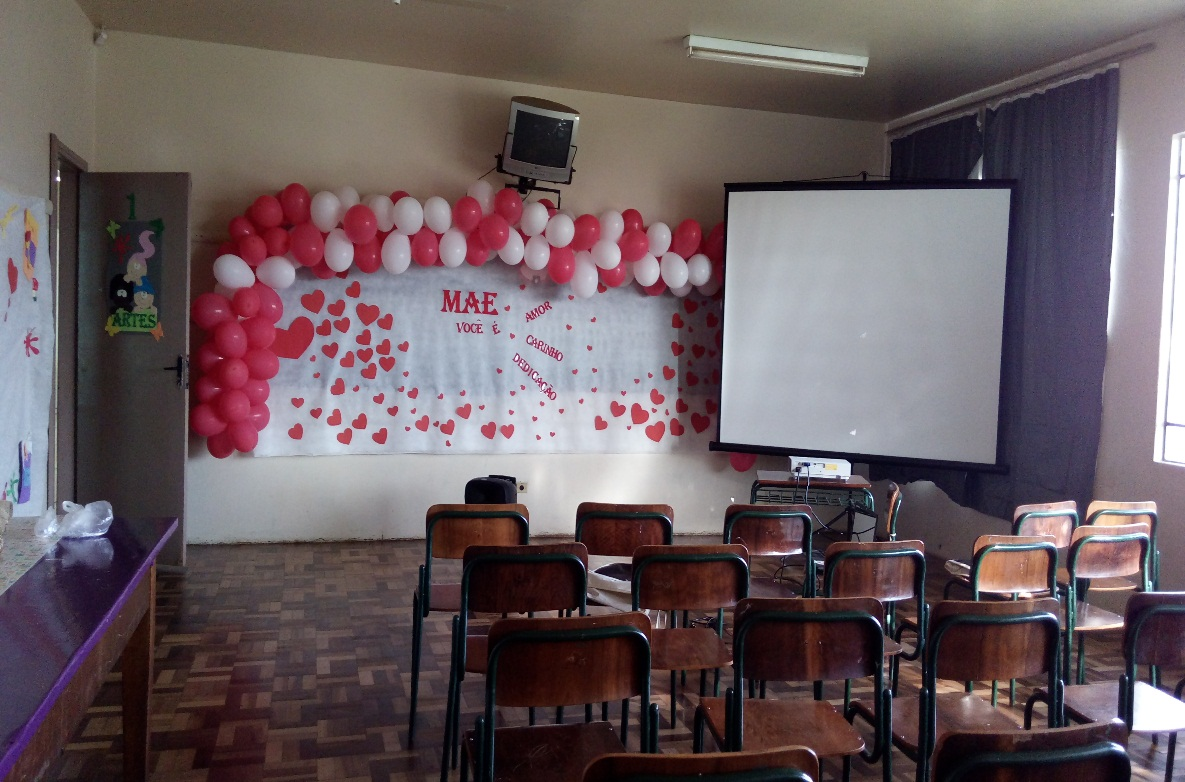 1
ARTES
MAE
VOCÊ É
AMOR
CARINHO
DEDICAÇÃO